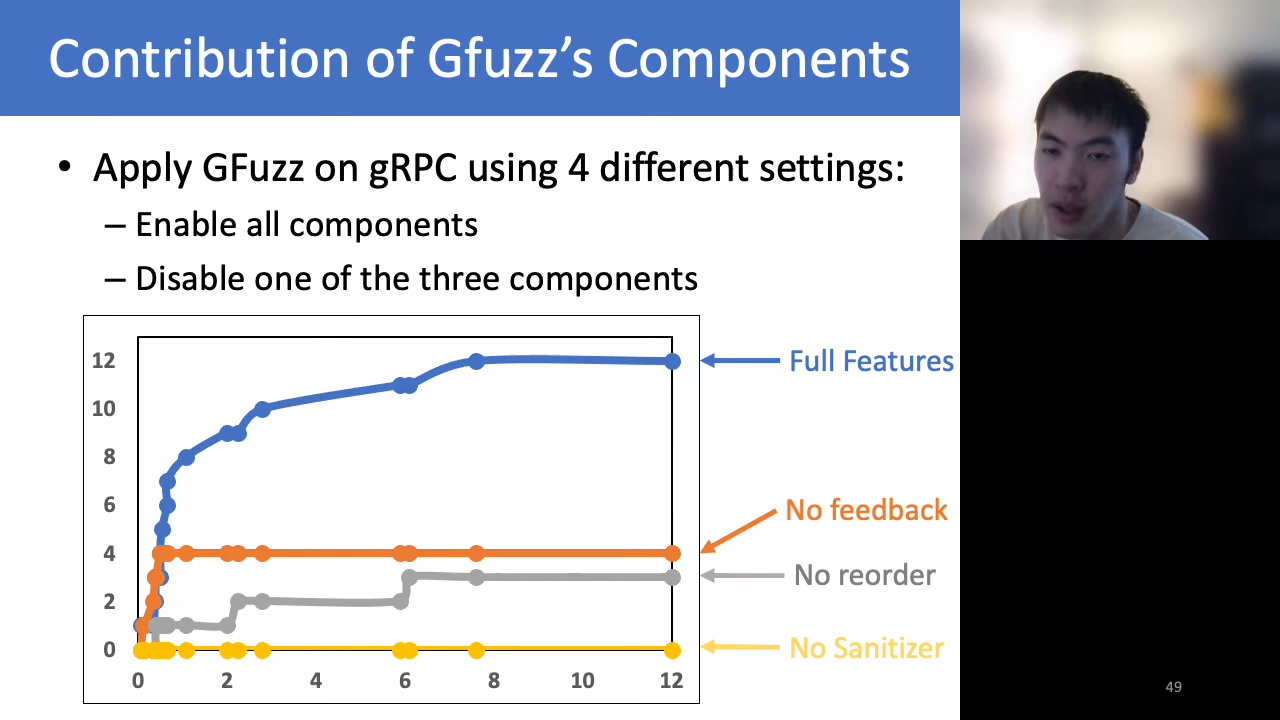 Contribution of Gfuzz's Components
• Apply GFuzz on gRPC using 4 different settings:
– Enable all components
– Disable one of the three components
12
10
8
6
4
2
0
0 2 4 6 8 10 12
Full Features
No feedback
No reorder
No Sanitizer
49